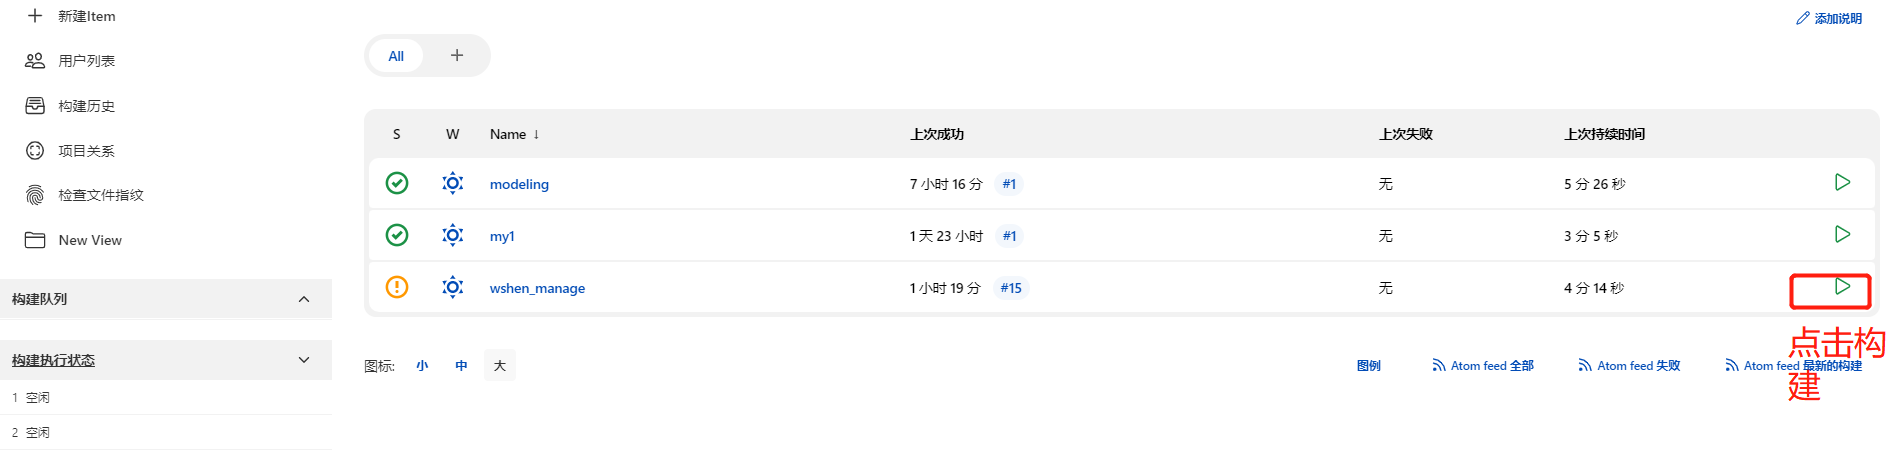 新建Item
用户列表
构建历史
项目关系
检查文件指纹
New View
构建队列
构建执行状态
1 空闲
2 空闲
添加说明
All +
S W Name ↓ 上次成功 上次失败 上次持续时间
modeling 7 小时 16 分 #1 无 5 分 26 秒
my1 1 天 23 小时 #1 无 3 分 5 秒
wshen_manage 1 小时 19 分 #15 无 4 分 14 秒
点击构
建
图标: 小 中 大 图例 Atom feed 全部 Atom feed 失败 Atom feed 最新的构建